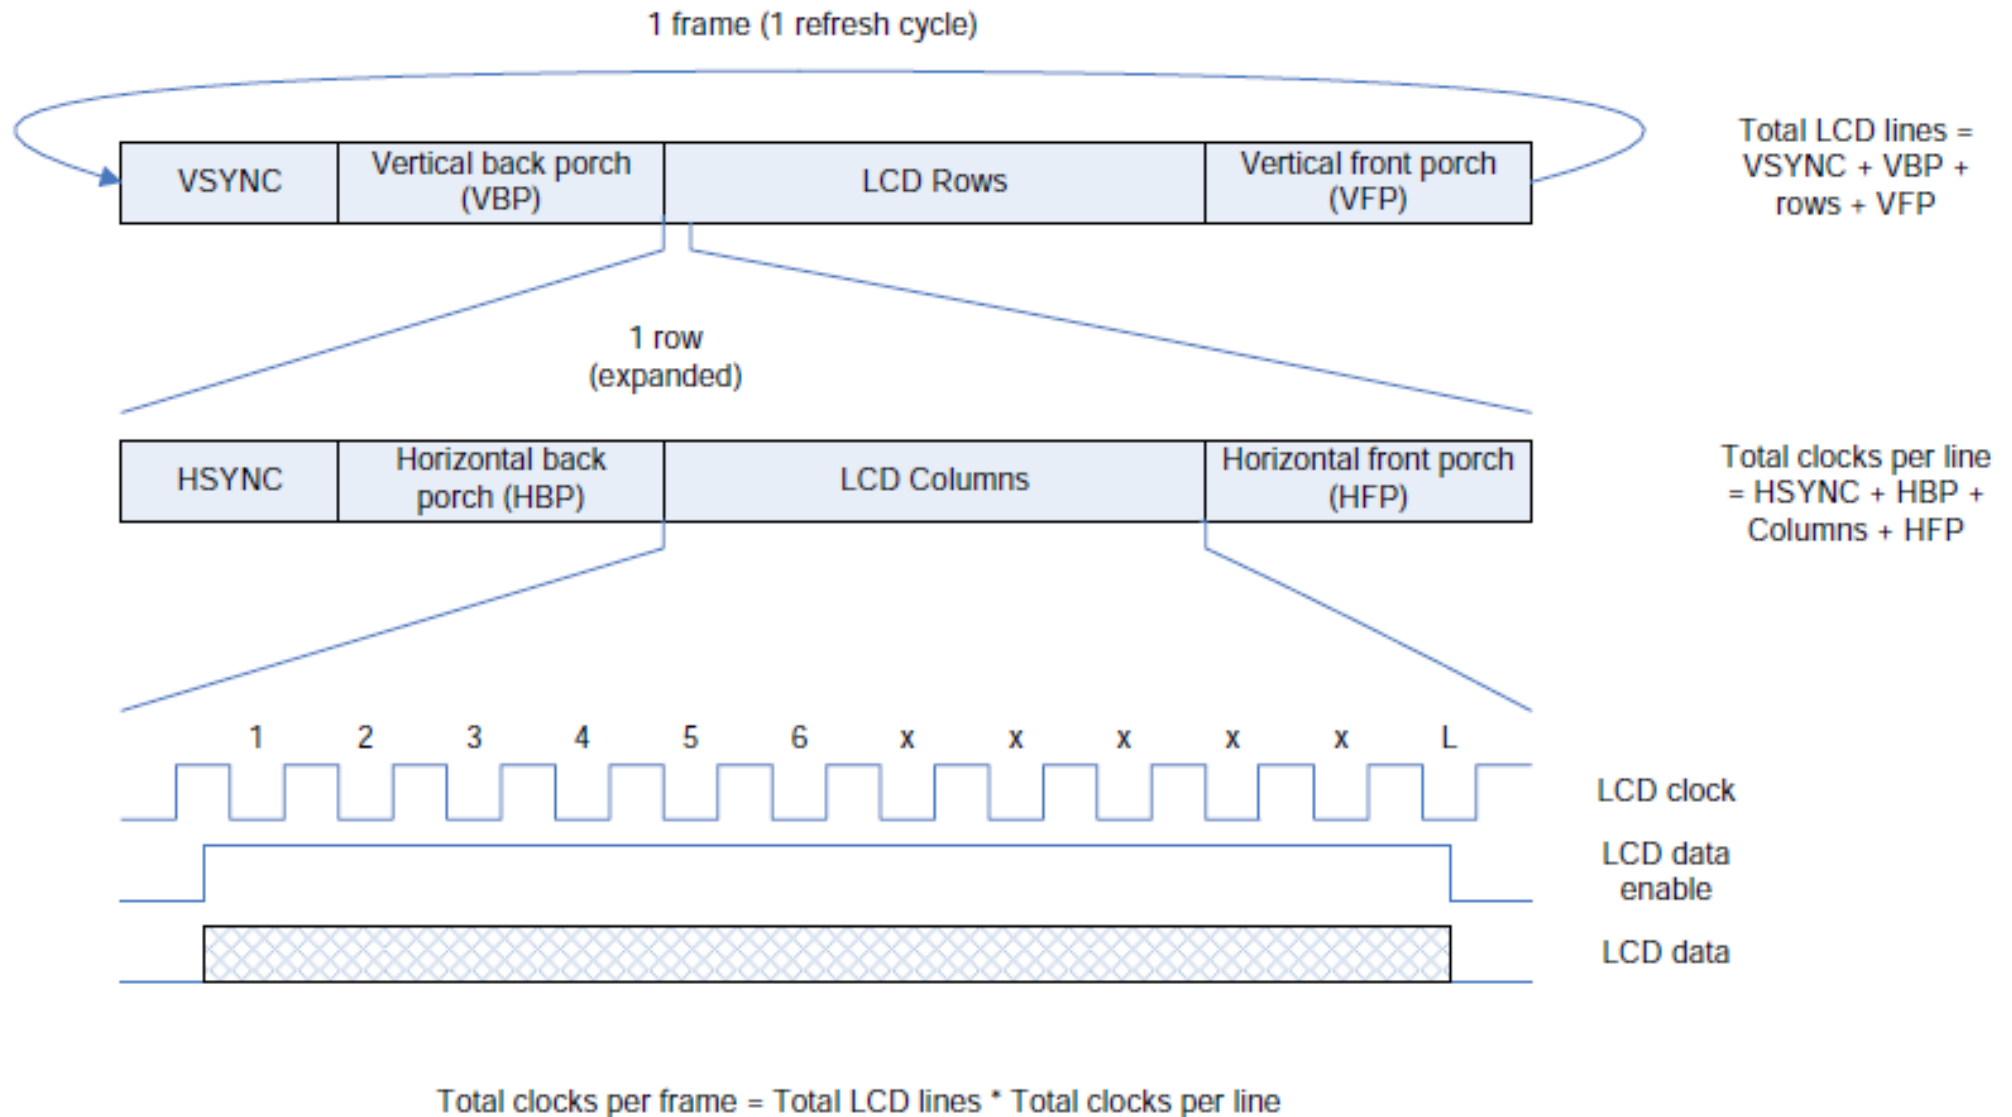 1 frame (1 refresh cycle)
VSYNC
Vertical back porch
(VBP)
LCD Rows
Vertical front porch
(VFP)
Total LCD lines =
VSYNC + VBP +
rows + VFP
1 row
(expanded)
HSYNC
Horizontal back
porch (HBP)
LCD Columns
Horizontal front porch
(HFP)
Total clocks per line
= HSYNC + HBP +
Columns + HFP
1 2 3 4 5 6 x x x x x L
LCD clock
LCD data
enable
LCD data
Total clocks per frame = Total LCD lines * Total clocks per line